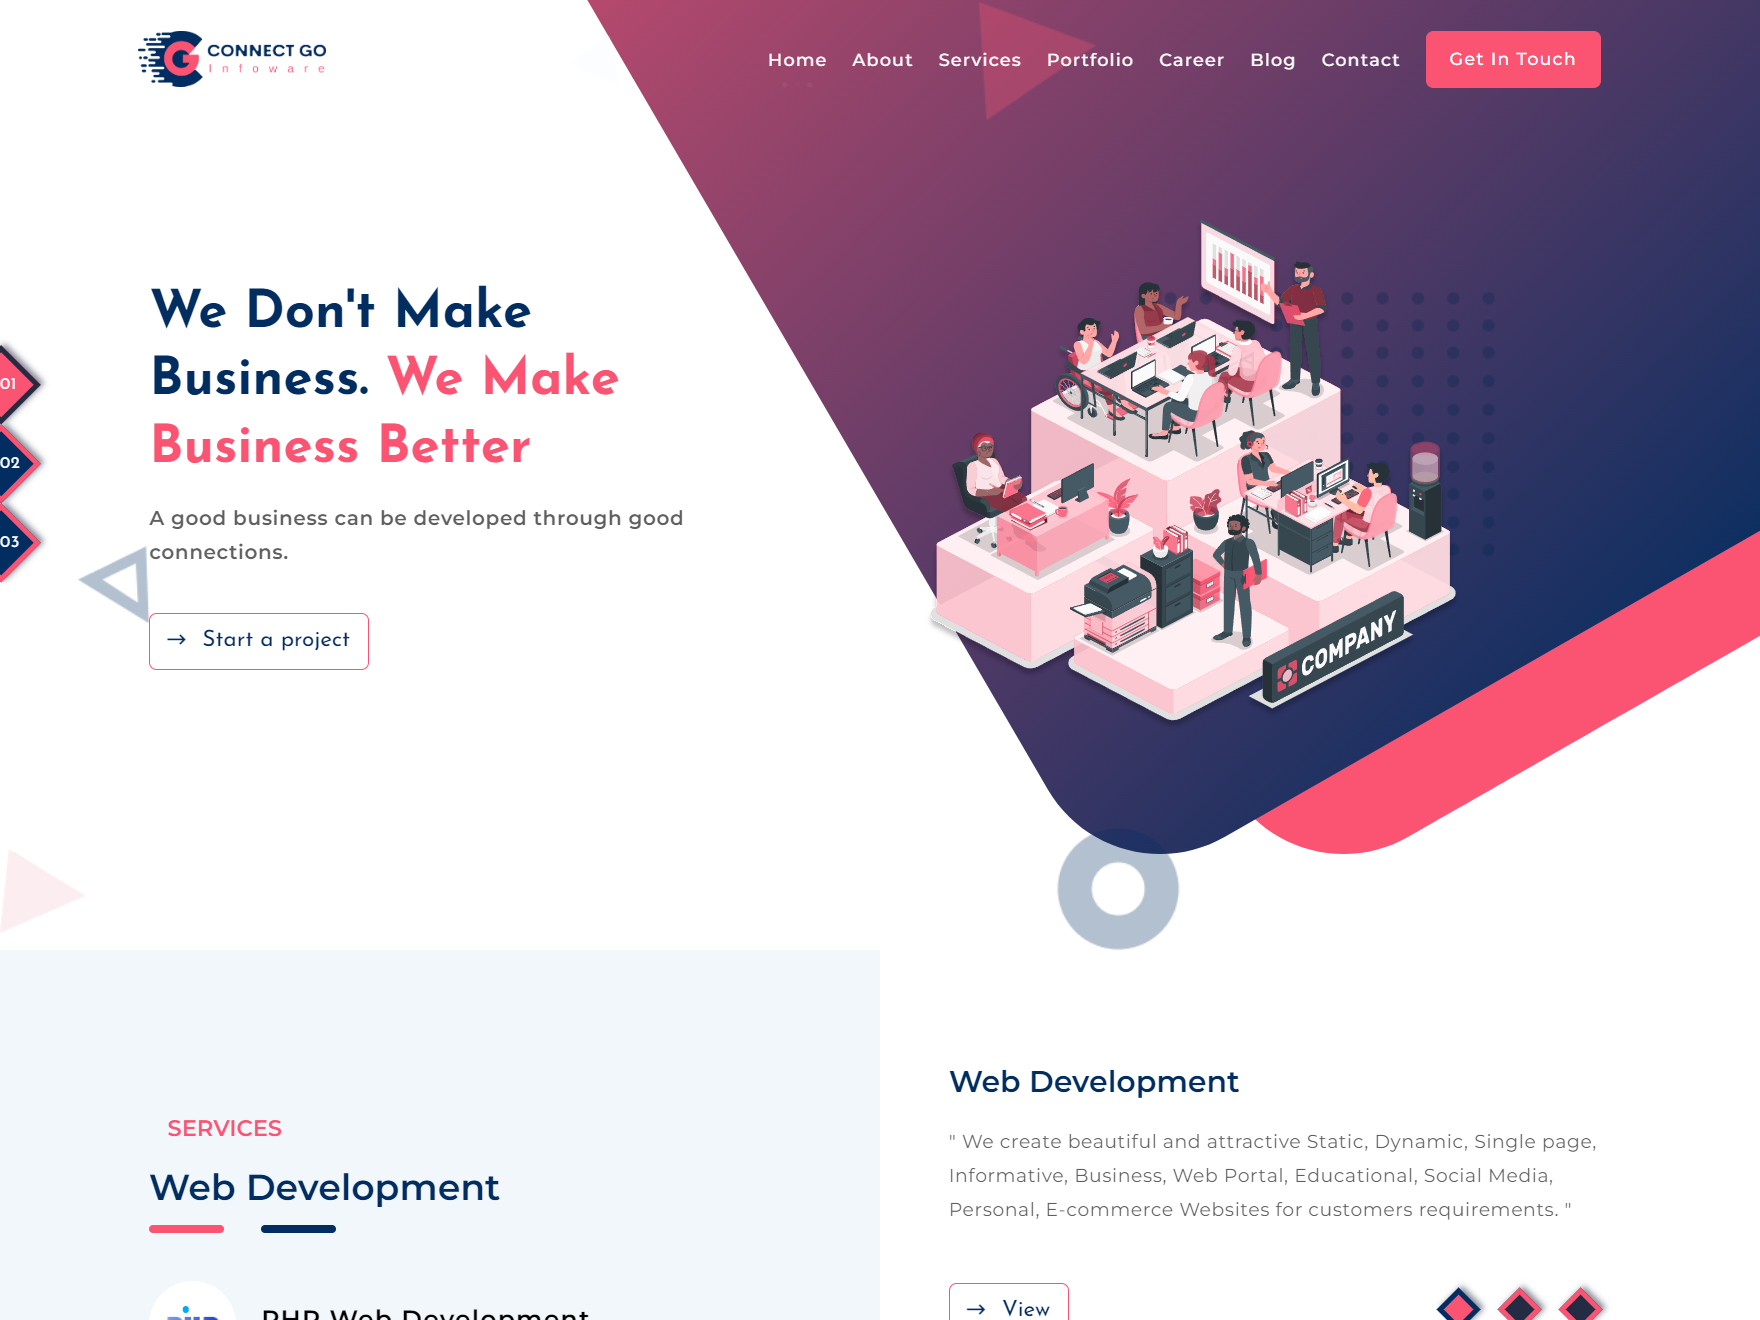 CONNECT GO
Infoware
Home About Services Portfolio Career Blog Contact Get In Touch
We Don't Make
Business. We Make
Business Better
A good business can be developed through good
connections.
→ Start a project
01
02
03
COMPANY
SERVICES
Web Development
PHP Web Development
Web Development
" We create beautiful and attractive Static, Dynamic, Single page,
Informative, Business, Web Portal, Educational, Social Media,
Personal, E-commerce Websites for customers requirements. "
→ View